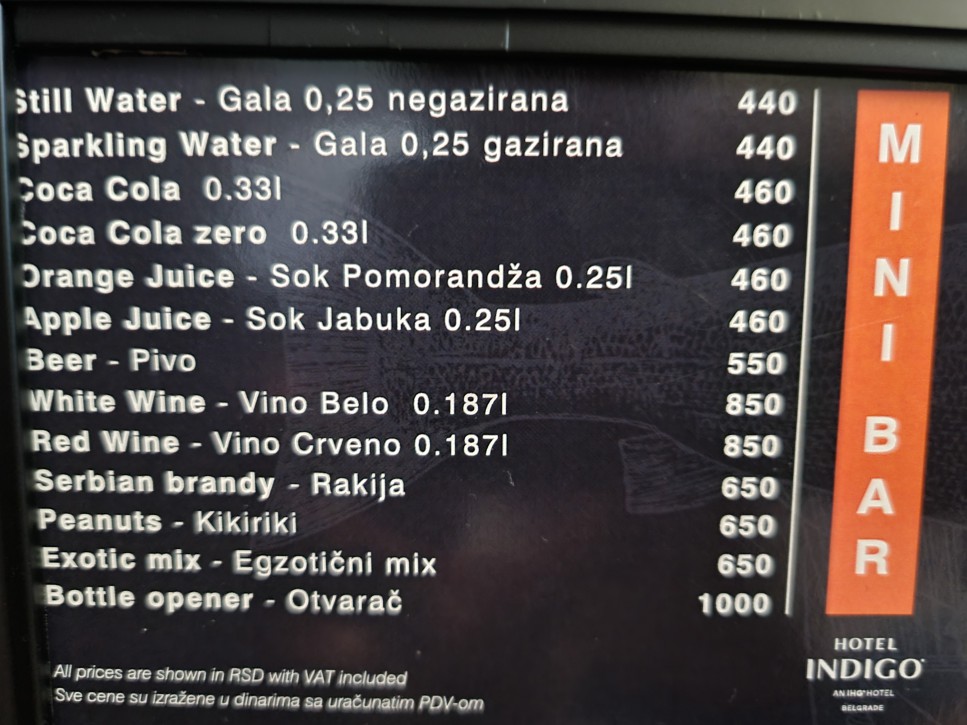 Still Water - Gala 0,25 negazirana 440
Sparkling Water - Gala 0,25 gazirana 440
Coca Cola 0.33l 460
Coca Cola zero 0.33l 460
Orange Juice - Sok Pomorandža 0.25l 460
Apple Juice - Sok Jabuka 0.25l 460
Beer - Pivo 550
White Wine - Vino Belo 0.187l 850
Red Wine - Vino Crveno 0.187l 850
Serbian brandy - Rakija 650
Peanuts - Kikiriki 650
Exotic mix - Egzotični mix 650
Bottle opener - Otvarač 1000
All prices are shown in RSD with VAT included
Sve cene su izražene u dinarima sa uračunatim PDV-om
MINI BAR
HOTEL
INDIGO
AN IHG HOTEL
BELGRADE